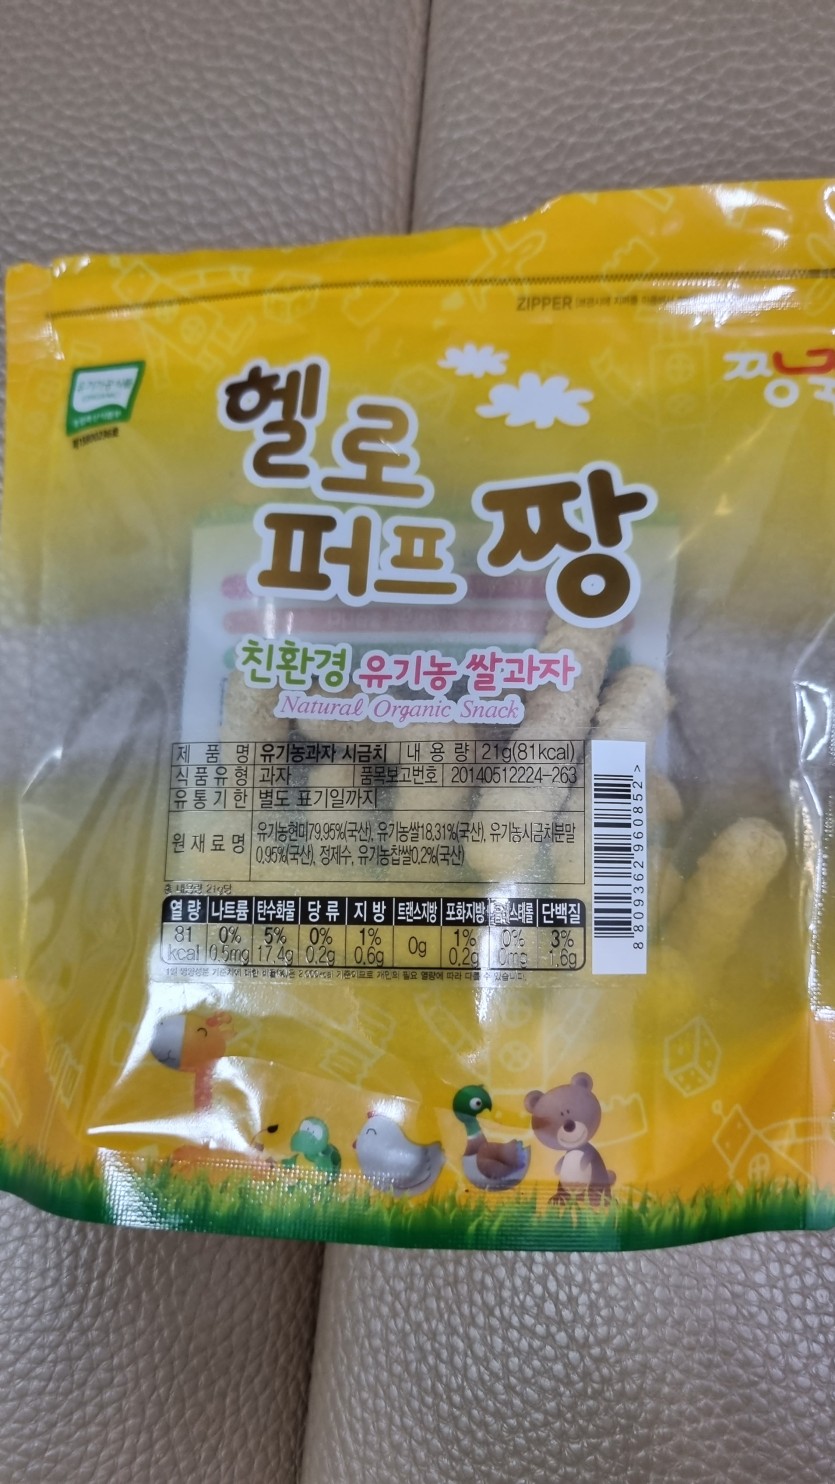 ZIPPER
짱
ORGANIC
헬로
퍼프 짱
친환경 유기농 쌀과자
Natural Organic Snack
제 품 명 유기농과자 시금치 내 용 량 21g(81kcal)
식품유형 과자 품목보고번호 20140512224-263
유통기한 별도 표기일까지
원재료명 유기농현미79.95%(국산), 유기농쌀18.31%(국산), 유기농시금치분말
0.95%(국산), 정제수, 유기농찹쌀0.2%(국산)
열 량 나트륨 탄수화물 당 류 지 방 트랜스지방 포화지방 콜레스테롤 단백질
81 0% 5% 0% 1% 0g 1% 0% 3%
kcal 0.5mg 17.4g 0.2g 0.6g 0.2g 0mg 1.6g
8 809362 960852 >